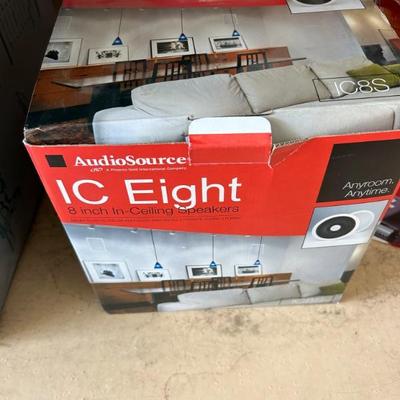 IC8S
AudioSource
A Phoenix Gold International Company
IC Eight
8 inch In-Ceiling Speakers
Anyroom.
Anytime.